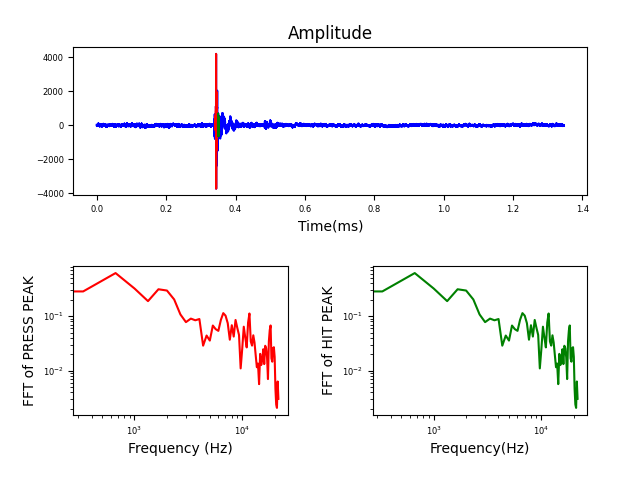 Amplitude
4000
2000
0
−2000
−4000
0.0 0.2 0.4 0.6 0.8 1.0 1.2 1.4
Time(ms)
FFT of PRESS PEAK
10⁻¹
10⁻²
10³ 10⁴
Frequency (Hz)
FFT of HIT PEAK
10⁻¹
10⁻²
10³ 10⁴
Frequency(Hz)